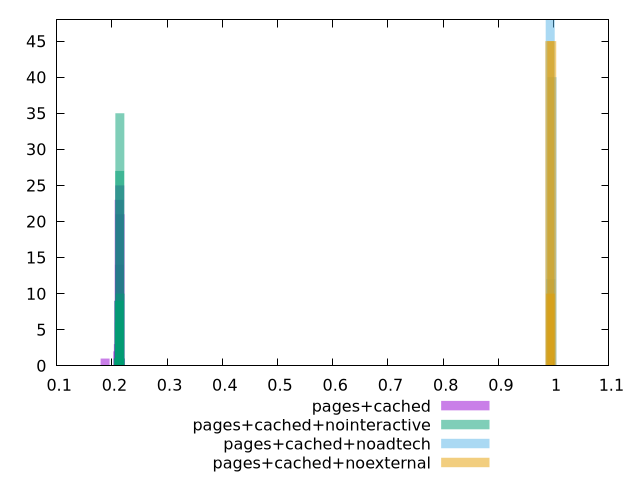 45
40
35
30
25
20
15
10
5
0
0.1 0.2 0.3 0.4 0.5 0.6 0.7 0.8 0.9 1 1.1
pages+cached
pages+cached+nointeractive
pages+cached+noadtech
pages+cached+noexternal